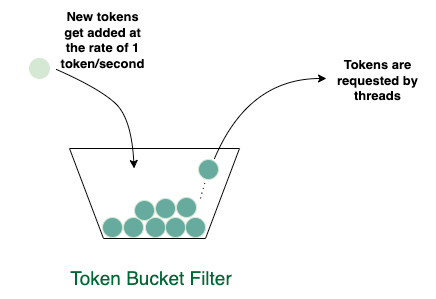 New tokens
get added at
the rate of 1
token/second
Tokens are
requested by
threads
Token Bucket Filter